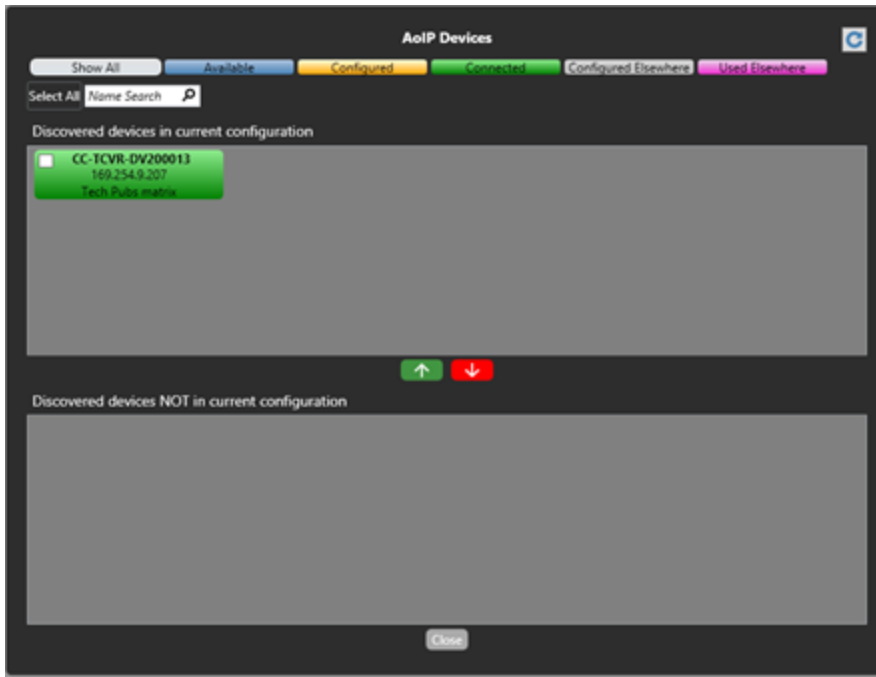 AoIP Devices
Show All Available Configured Connected Configured Elsewhere Used Elsewhere
Select All Name Search
Discovered devices in current configuration
CC-TCVR-DV200013
169.254.9.207
Tech Pubs matrix
Discovered devices NOT in current configuration
Close